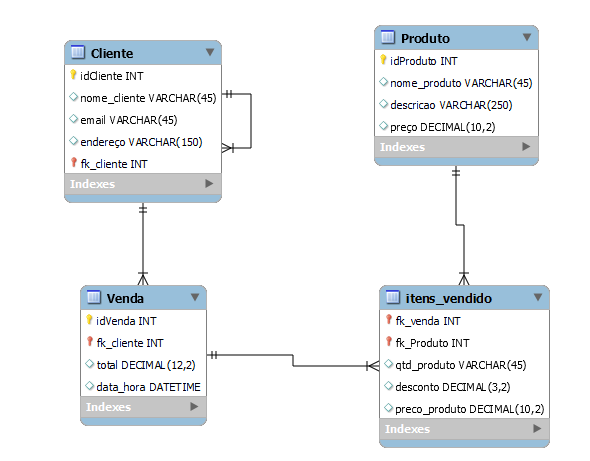 Cliente
idCliente INT
nome_cliente VARCHAR(45)
email VARCHAR(45)
endereço VARCHAR(150)
fk_cliente INT
Indexes
Produto
idProduto INT
nome_produto VARCHAR(45)
descricao VARCHAR(250)
preço DECIMAL(10,2)
Indexes
Venda
idVenda INT
fk_cliente INT
total DECIMAL(12,2)
data_hora DATETIME
Indexes
itens_vendido
fk_venda INT
fk_Produto INT
qtd_produto VARCHAR(45)
desconto DECIMAL(3,2)
preco_produto DECIMAL(10,2)
Indexes